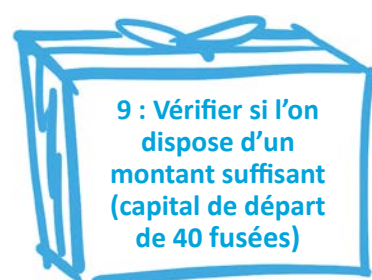 9 : Vérifier si l’on
dispose d’un
montant suffisant
(capital de départ
de 40 fusées)